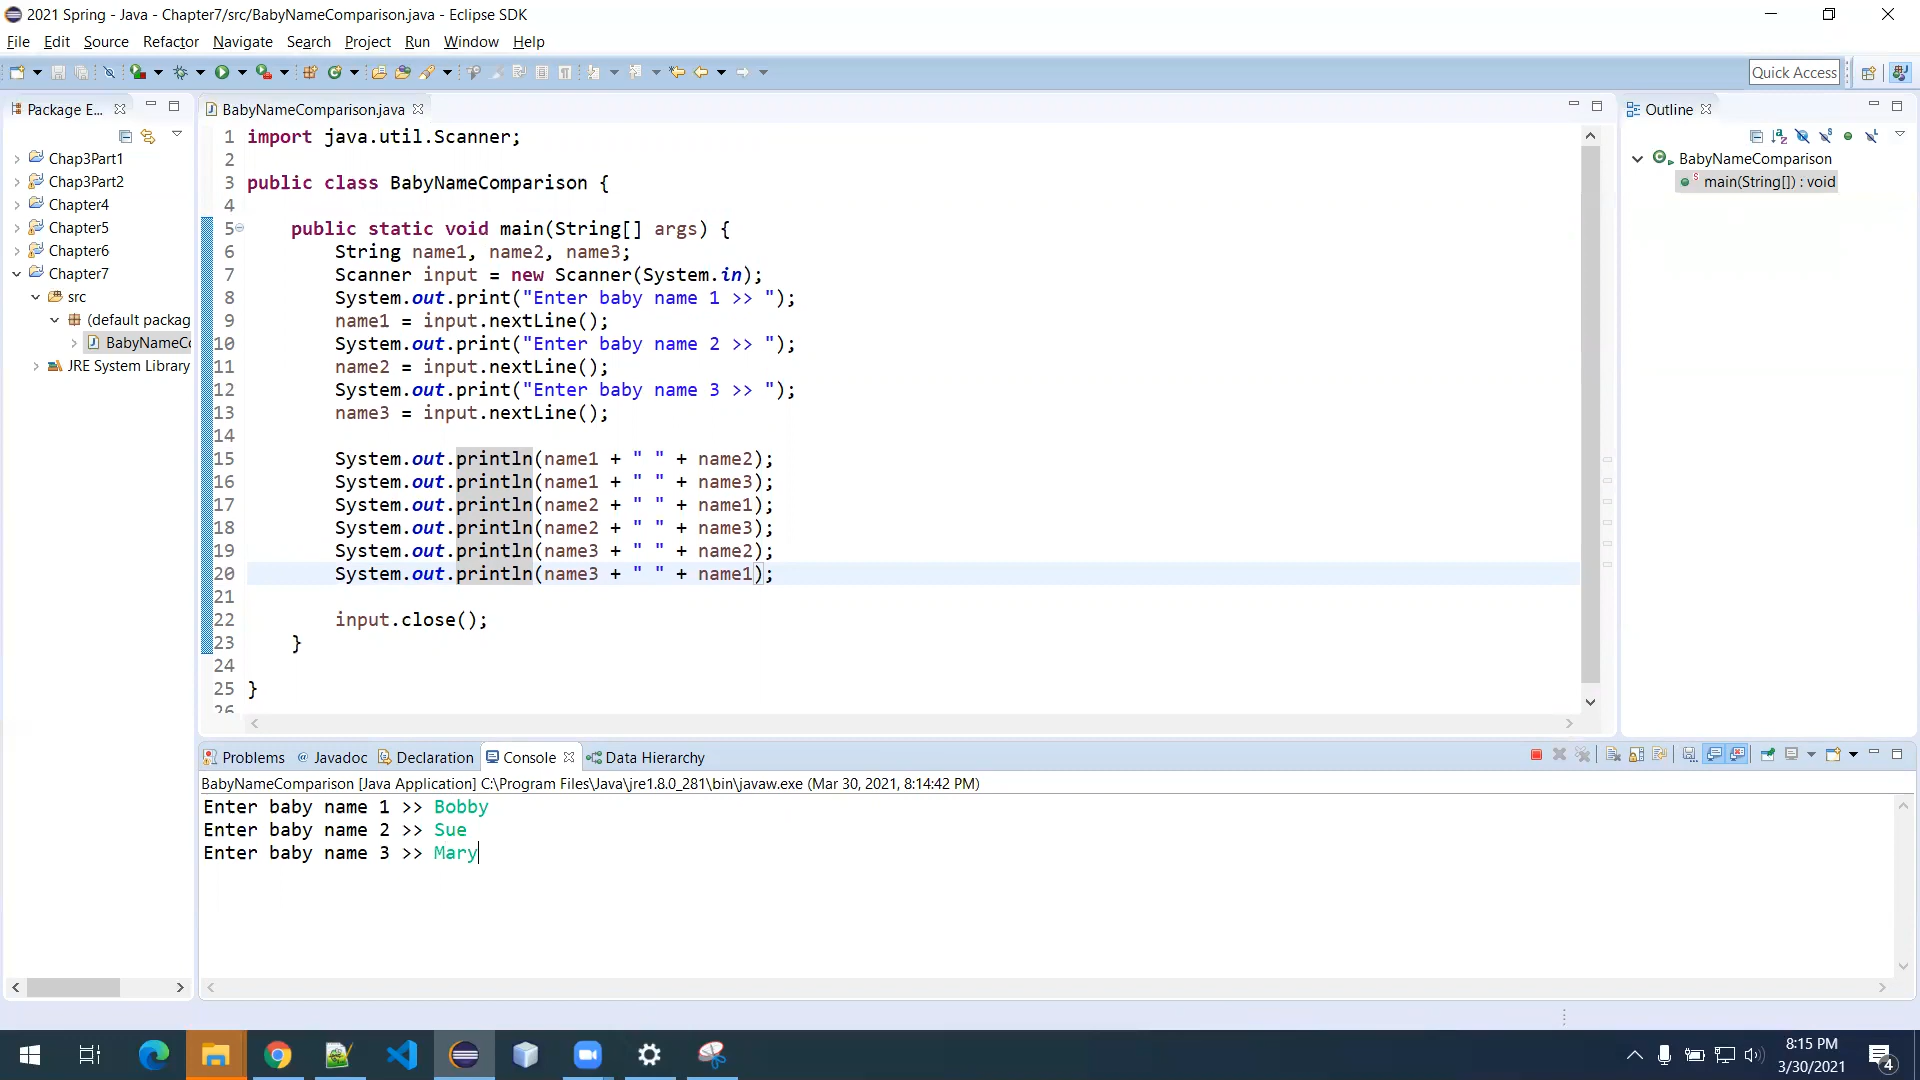 2021 Spring - Java - Chapter7/src/BabyNameComparison.java - Eclipse SDK
File Edit Source Refactor Navigate Search Project Run Window Help
Quick Access
Package E...
Chap3Part1
Chap3Part2
Chapter4
Chapter5
Chapter6
Chapter7
src
(default packag
BabyNameCo
JRE System Library
BabyNameComparison.java
1 import java.util.Scanner;
2
3 public class BabyNameComparison {
4
5 public static void main(String[] args) {
6 String name1, name2, name3;
7 Scanner input = new Scanner(System.in);
8 System.out.print("Enter baby name 1 >> ");
9 name1 = input.nextLine();
10 System.out.print("Enter baby name 2 >> ");
11 name2 = input.nextLine();
12 System.out.print("Enter baby name 3 >> ");
13 name3 = input.nextLine();
14
15 System.out.println(name1 + " " + name2);
16 System.out.println(name1 + " " + name3);
17 System.out.println(name2 + " " + name1);
18 System.out.println(name2 + " " + name3);
19 System.out.println(name3 + " " + name2);
20 System.out.println(name3 + " " + name1);
21
22 input.close();
23 }
24
25 }
26
Outline
BabyNameComparison
main(String[]) : void
Problems @ Javadoc Declaration Console Data Hierarchy
BabyNameComparison [Java Application] C:\Program Files\Java\jre1.8.0_281\bin\javaw.exe (Mar 30, 2021, 8:14:42 PM)
Enter baby name 1 >> Bobby
Enter baby name 2 >> Sue
Enter baby name 3 >> Mary
8:15 PM
3/30/2021
4